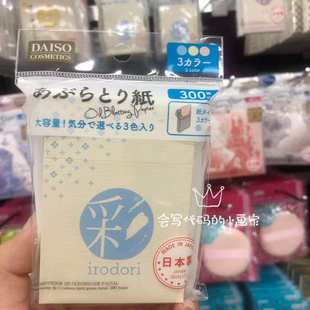 DAISO
COSMETICS
3カラー
3 color
あぶらとり紙
Oil Blotting Paper
300枚
大容量！気分で選べる3色入り
彩
irodori
MADE IN JAPAN
日本製
会写代码的小画家